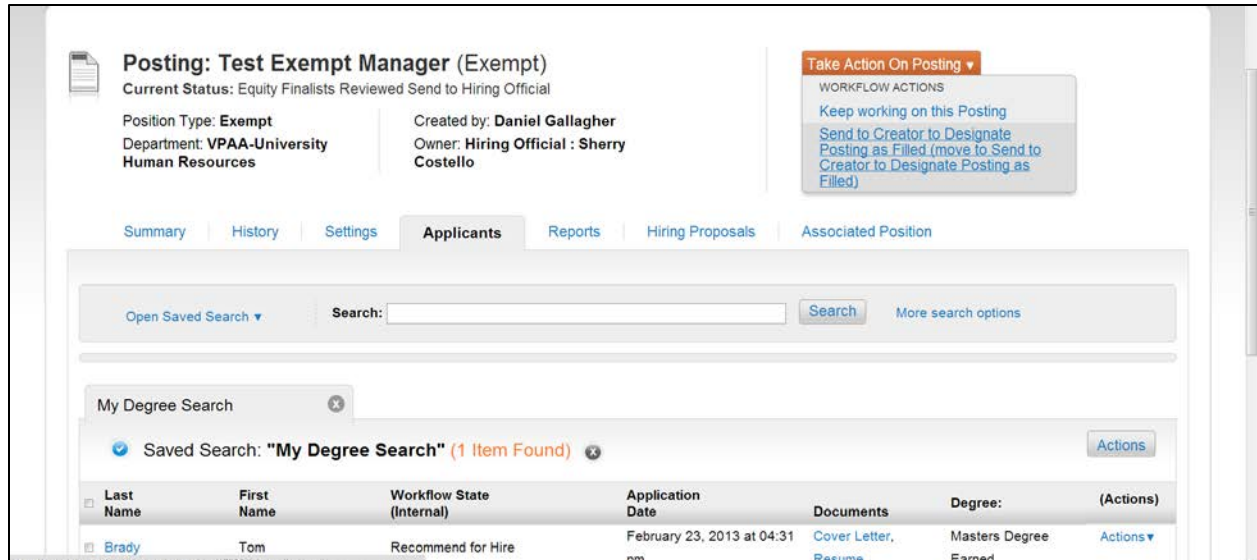 Posting: Test Exempt Manager (Exempt)
Current Status: Equity Finalists Reviewed Send to Hiring Official
Position Type: Exempt
Department: VPAA-University
Human Resources
Created by: Daniel Gallagher
Owner: Hiring Official : Sherry
Costello
Take Action On Posting ▾
WORKFLOW ACTIONS
Keep working on this Posting
Send to Creator to Designate
Posting as Filled (move to Send to
Creator to Designate Posting as
Filled)
Summary History Settings Applicants Reports Hiring Proposals Associated Position
Open Saved Search ▾ Search: Search More search options
My Degree Search
Saved Search: "My Degree Search" (1 Item Found) Actions
Last Name First Name Workflow State (Internal) Application Date Documents Degree: (Actions)
Brady Tom Recommend for Hire February 23, 2013 at 04:31 pm Cover Letter, Resume Masters Degree Earned Actions ▾